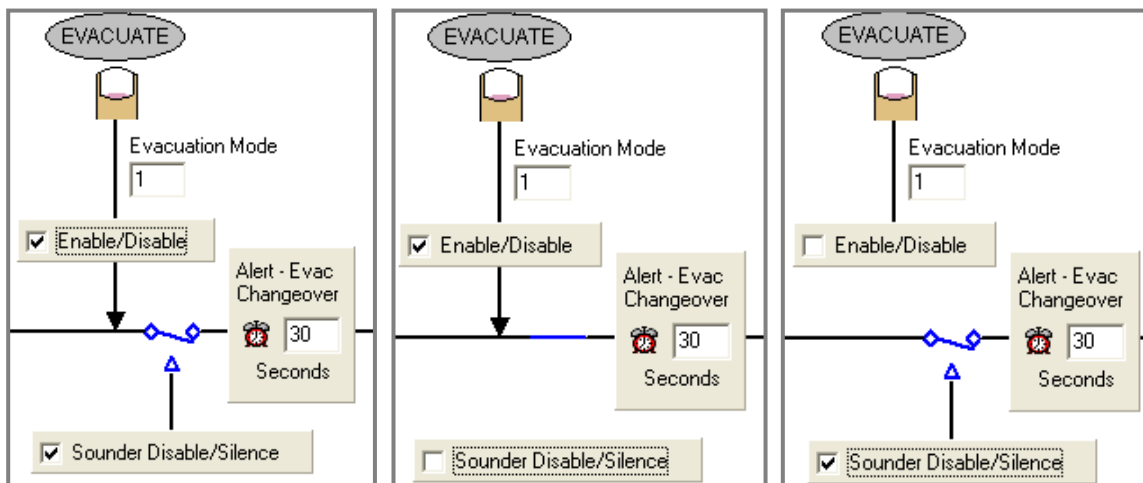 EVACUATE
Evacuation Mode
1
Enable/Disable
Alert - Evac
Changeover
30
Seconds
Sounder Disable/Silence
EVACUATE
Evacuation Mode
1
Enable/Disable
Alert - Evac
Changeover
30
Seconds
Sounder Disable/Silence
EVACUATE
Evacuation Mode
1
Enable/Disable
Alert - Evac
Changeover
30
Seconds
Sounder Disable/Silence